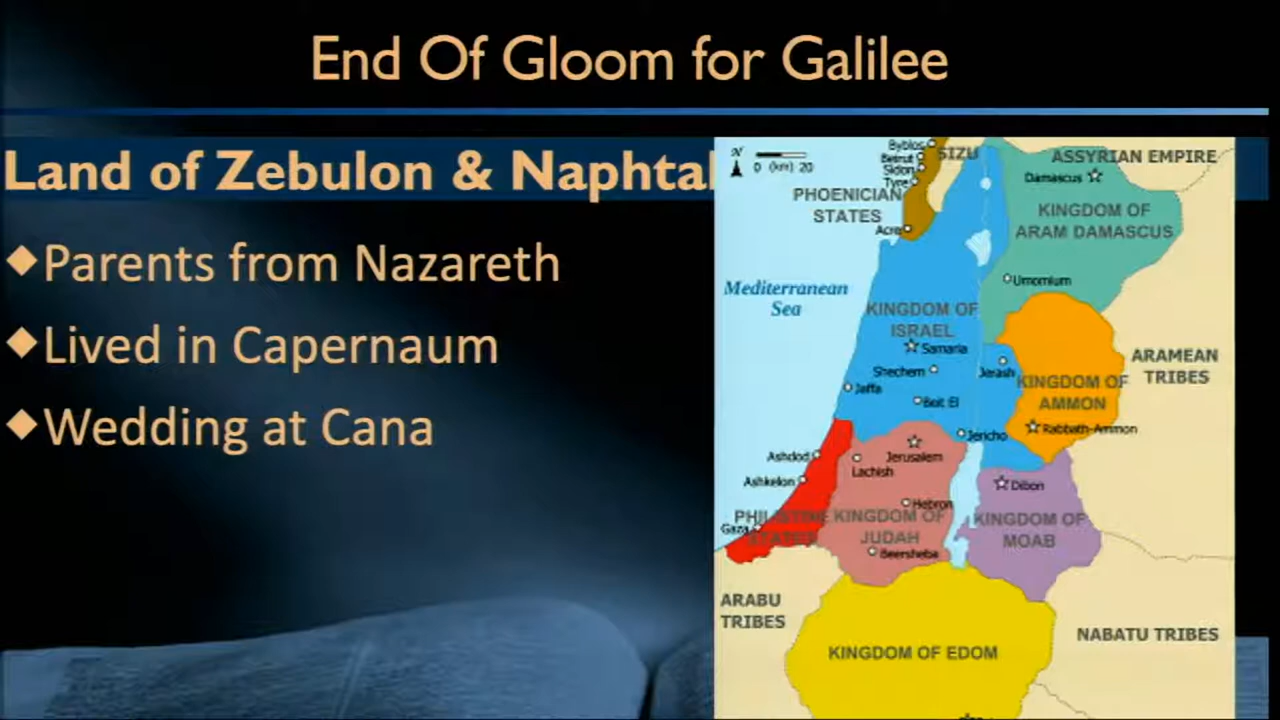 End Of Gloom for Galilee
Land of Zebulon & Naphtal
◆Parents from Nazareth
◆Lived in Capernaum
◆Wedding at Cana
N
0 (km) 20
Byblos
Beirut
Sidon
Tyre
SIZU
ASSYRIAN EMPIRE
Damascus
PHOENICIAN
STATES
KINGDOM OF
ARAM DAMASCUS
Acre
Umomium
Mediterranean
Sea
KINGDOM OF
ISRAEL
Samaria
Shechem
Jerash
ARAMEAN
TRIBES
Jaffa
KINGDOM OF
AMMON
Beit El
Rabbath-Ammon
Jericho
Ashdod
Jerusalem
Lachish
Ashkelon
Dibon
Hebron
Gaza
PHILISTINE
STATES
KINGDOM OF
JUDAH
KINGDOM OF
MOAB
Beersheba
ARABU
TRIBES
NABATU TRIBES
KINGDOM OF EDOM